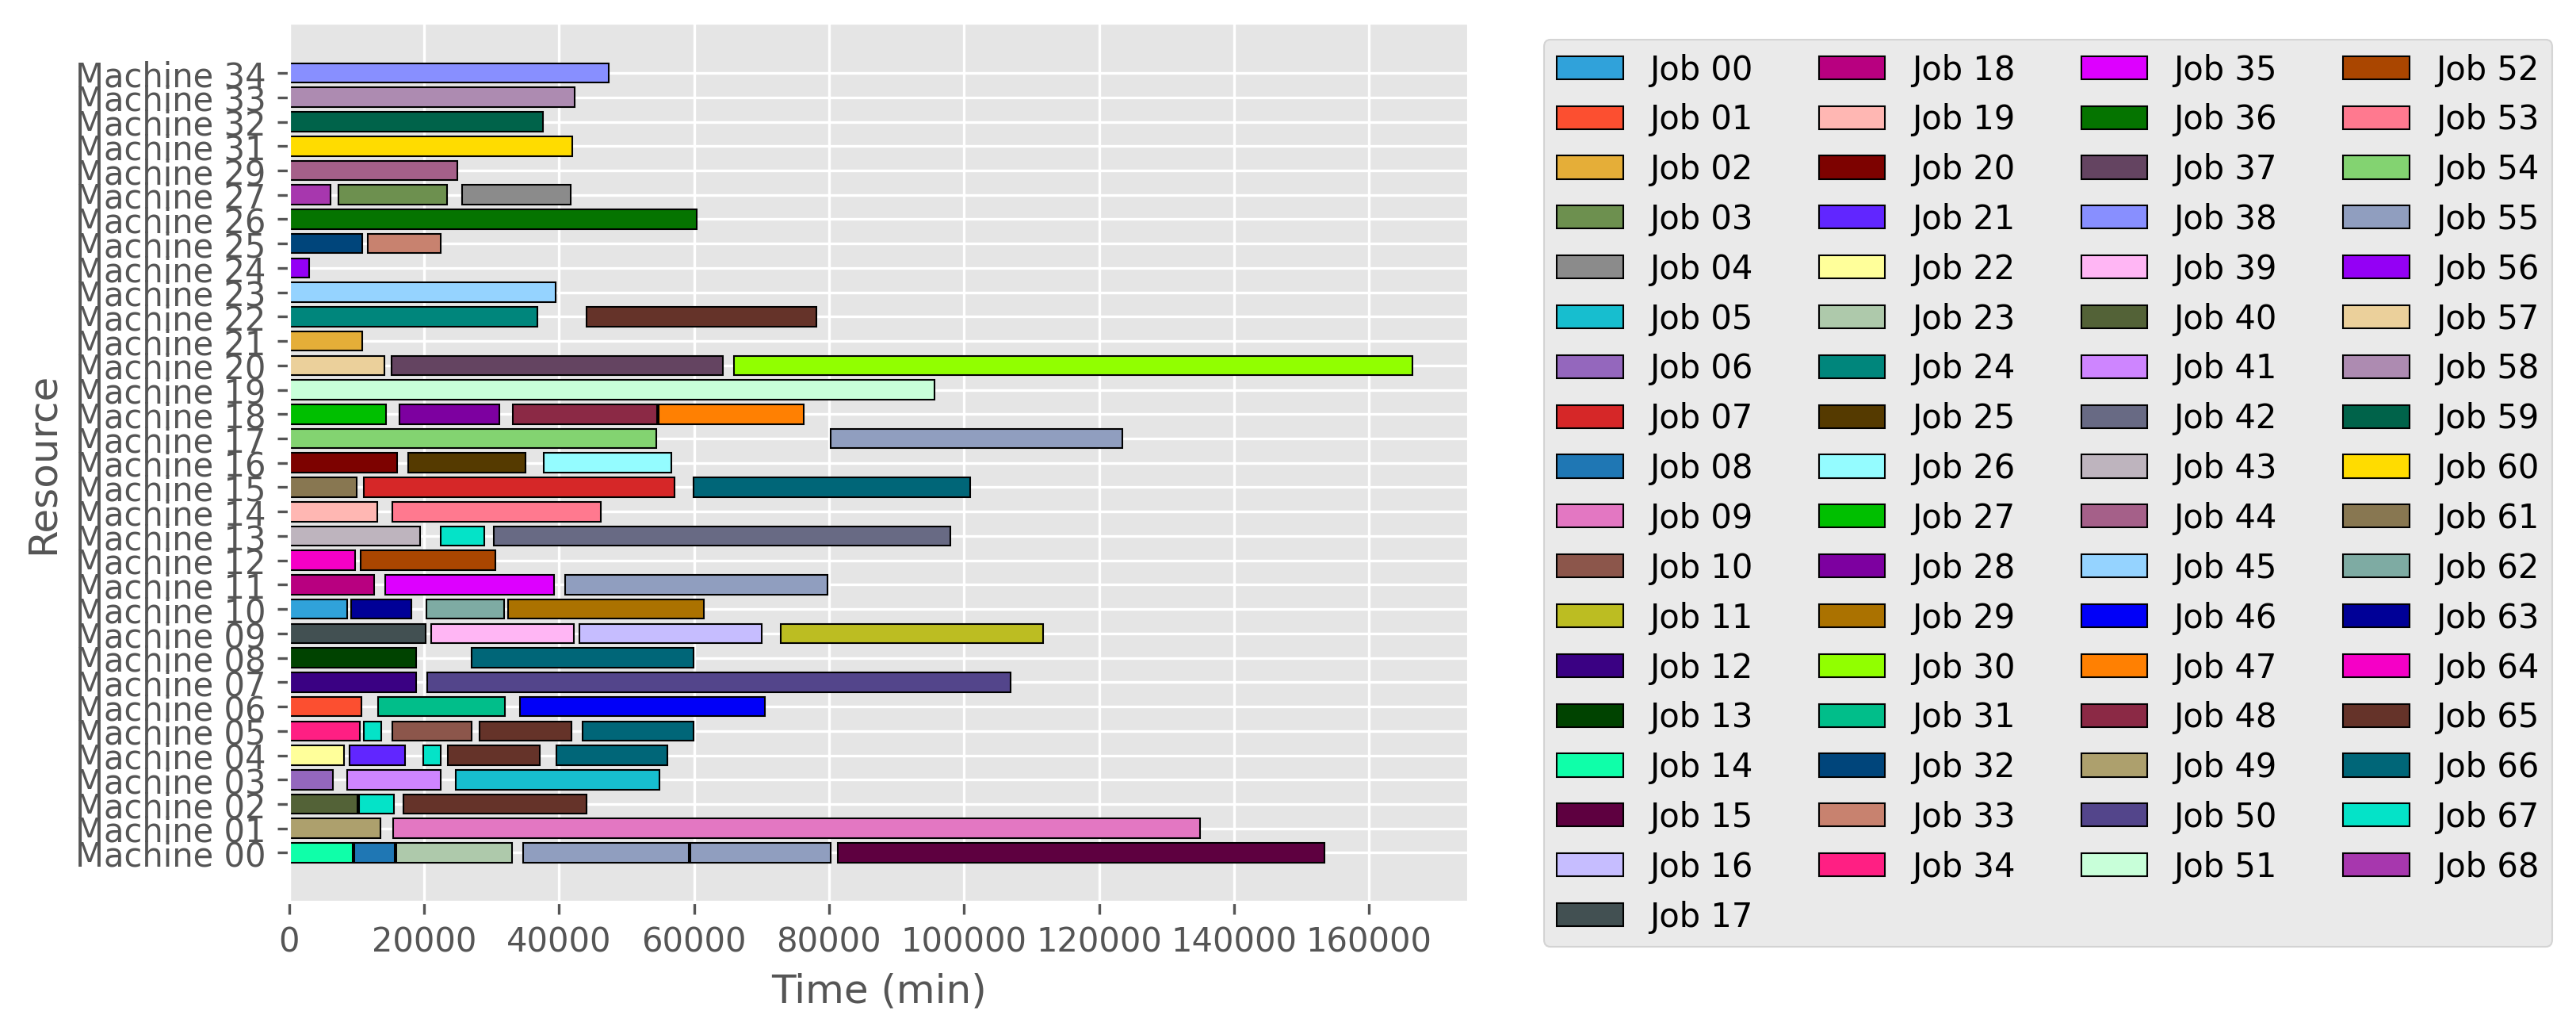 Resource
Machine 34
Machine 33
Machine 32
Machine 31
Machine 29
Machine 27
Machine 26
Machine 25
Machine 24
Machine 23
Machine 22
Machine 21
Machine 20
Machine 19
Machine 18
Machine 17
Machine 16
Machine 15
Machine 14
Machine 13
Machine 12
Machine 11
Machine 10
Machine 09
Machine 08
Machine 07
Machine 06
Machine 05
Machine 04
Machine 03
Machine 02
Machine 01
Machine 00
0 20000 40000 60000 80000 100000 120000 140000 160000
Time (min)
Job 00
Job 01
Job 02
Job 03
Job 04
Job 05
Job 06
Job 07
Job 08
Job 09
Job 10
Job 11
Job 12
Job 13
Job 14
Job 15
Job 16
Job 17
Job 18
Job 19
Job 20
Job 21
Job 22
Job 23
Job 24
Job 25
Job 26
Job 27
Job 28
Job 29
Job 30
Job 31
Job 32
Job 33
Job 34
Job 35
Job 36
Job 37
Job 38
Job 39
Job 40
Job 41
Job 42
Job 43
Job 44
Job 45
Job 46
Job 47
Job 48
Job 49
Job 50
Job 51
Job 52
Job 53
Job 54
Job 55
Job 56
Job 57
Job 58
Job 59
Job 60
Job 61
Job 62
Job 63
Job 64
Job 65
Job 66
Job 67
Job 68